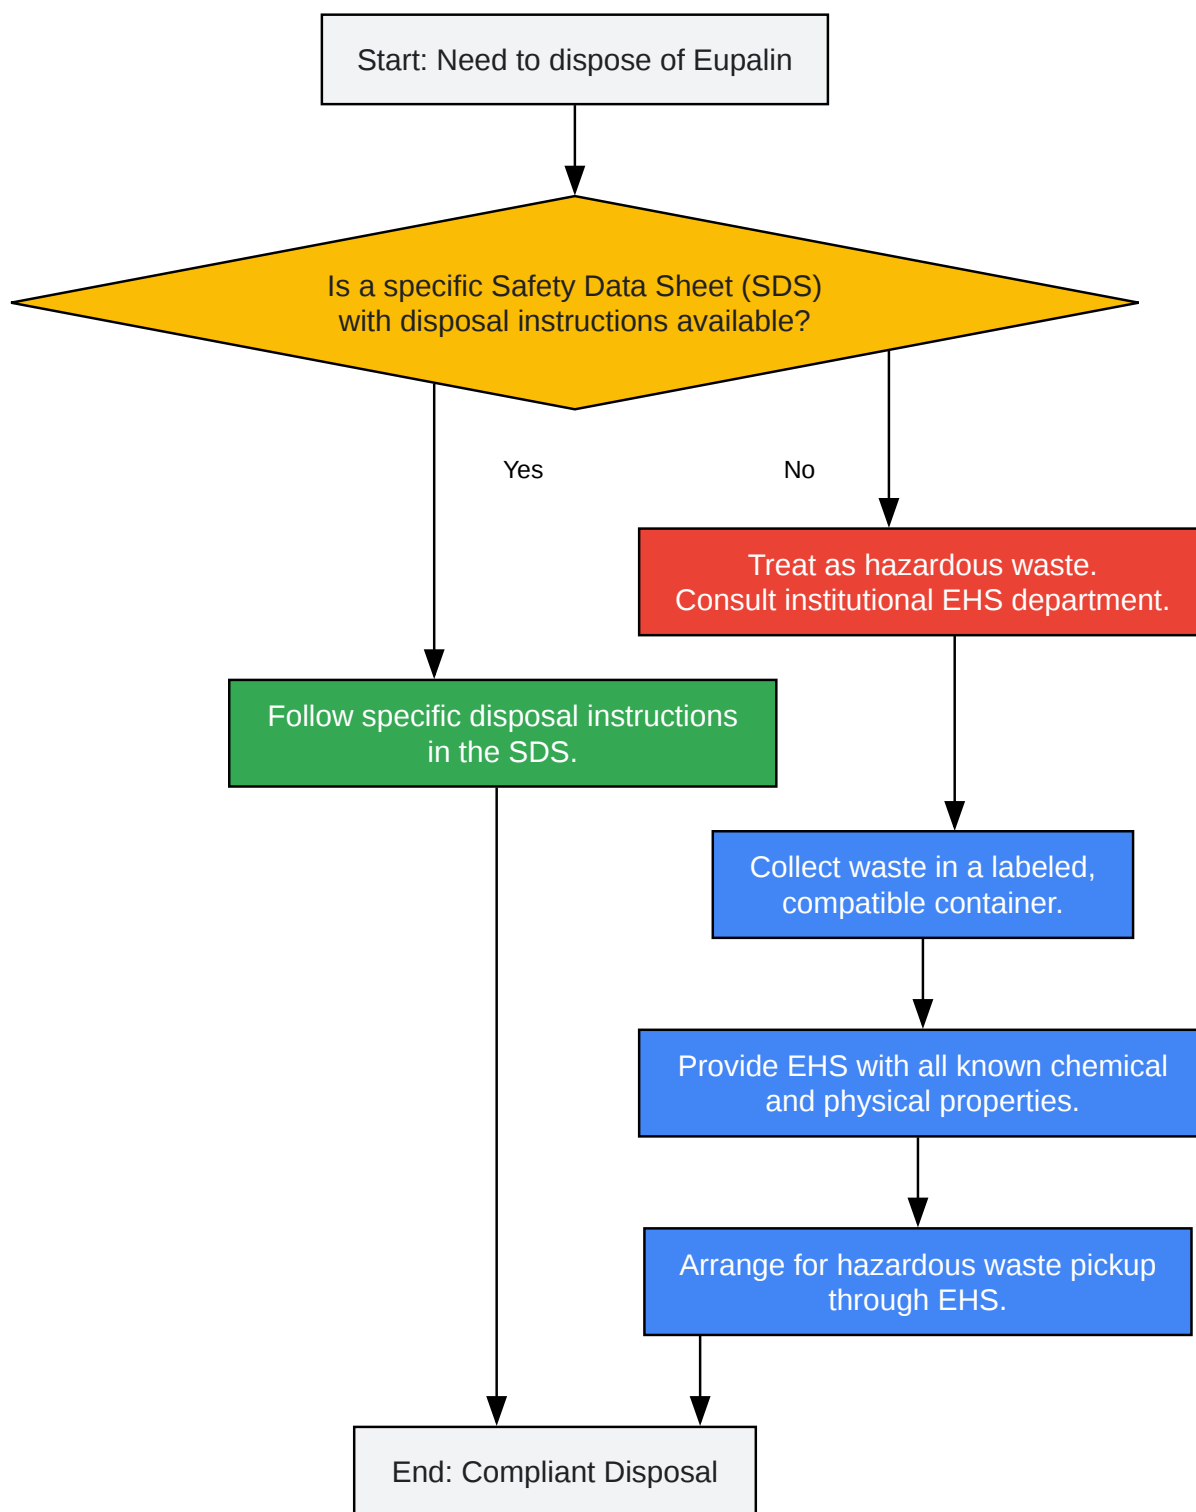 Start: Need to dispose of Eupalin
Is a specific Safety Data Sheet (SDS)
with disposal instructions available?
Yes
No
Treat as hazardous waste.
Consult institutional EHS department.
Follow specific disposal instructions
in the SDS.
Collect waste in a labeled,
compatible container.
Provide EHS with all known chemical
and physical properties.
Arrange for hazardous waste pickup
through EHS.
End: Compliant Disposal